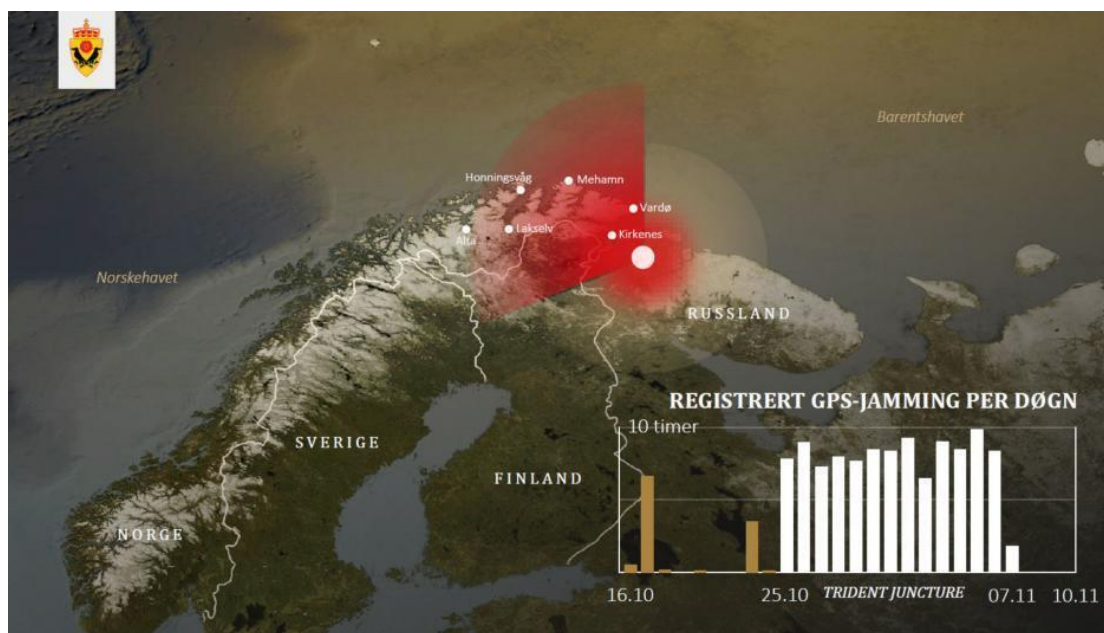 Barentshavet
Honningsvåg
Mehamn
Vardø
Alta
Lakselv
Kirkenes
Norskehavet
RUSSLAND
REGISTRERT GPS-JAMMING PER DØGN
10 timer
SVERIGE
FINLAND
NORGE
16.10
25.10
TRIDENT JUNCTURE
07.11
10.11